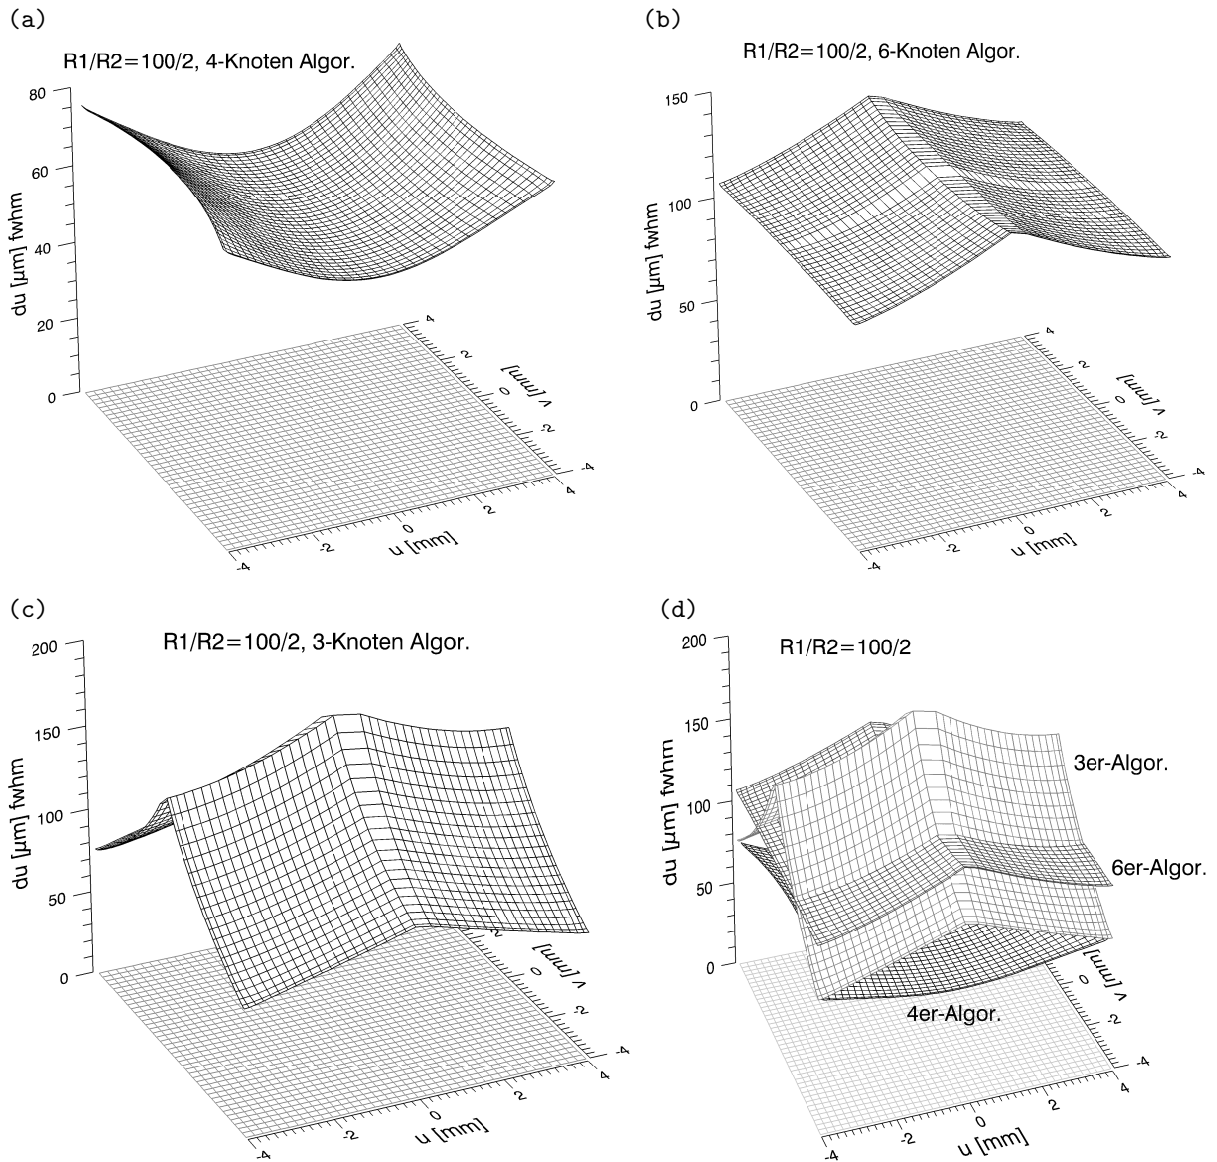 (a)
R1/R2=100/2, 4-Knoten Algor.
80
60
40
20
0
du [µm] fwhm
4
2
0
-2
-4
v [mm]
-4
-2
0
2
4
u [mm]
(b)
R1/R2=100/2, 6-Knoten Algor.
150
100
50
0
du [µm] fwhm
4
2
0
-2
-4
v [mm]
-4
-2
0
2
4
u [mm]
(c)
R1/R2=100/2, 3-Knoten Algor.
200
150
100
50
0
du [µm] fwhm
2
0
-2
-4
v [mm]
-4
-2
0
2
4
u [mm]
(d)
R1/R2=100/2
200
150
100
50
0
du [µm] fwhm
3er-Algor.
6er-Algor.
4er-Algor.
0
-2
-4
v [mm]
-4
-2
0
2
4
u [mm]